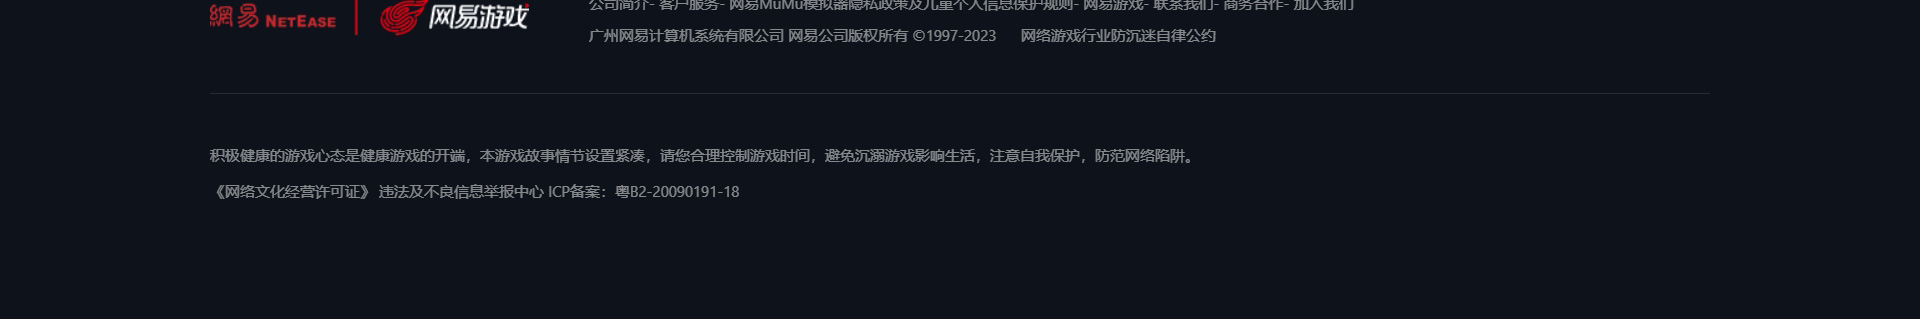 公司简介- 客户服务- 网易MuMu模拟器隐私政策及儿童个人信息保护规则- 网易游戏- 联系我们- 商务合作- 加入我们
網易 NETEASE 网易游戏
广州网易计算机系统有限公司 网易公司版权所有 ©1997-2023 网络游戏行业防沉迷自律公约
积极健康的游戏心态是健康游戏的开端，本游戏故事情节设置紧凑，请您合理控制游戏时间，避免沉溺游戏影响生活，注意自我保护，防范网络陷阱。
《网络文化经营许可证》 违法及不良信息举报中心 ICP备案：粤B2-20090191-18